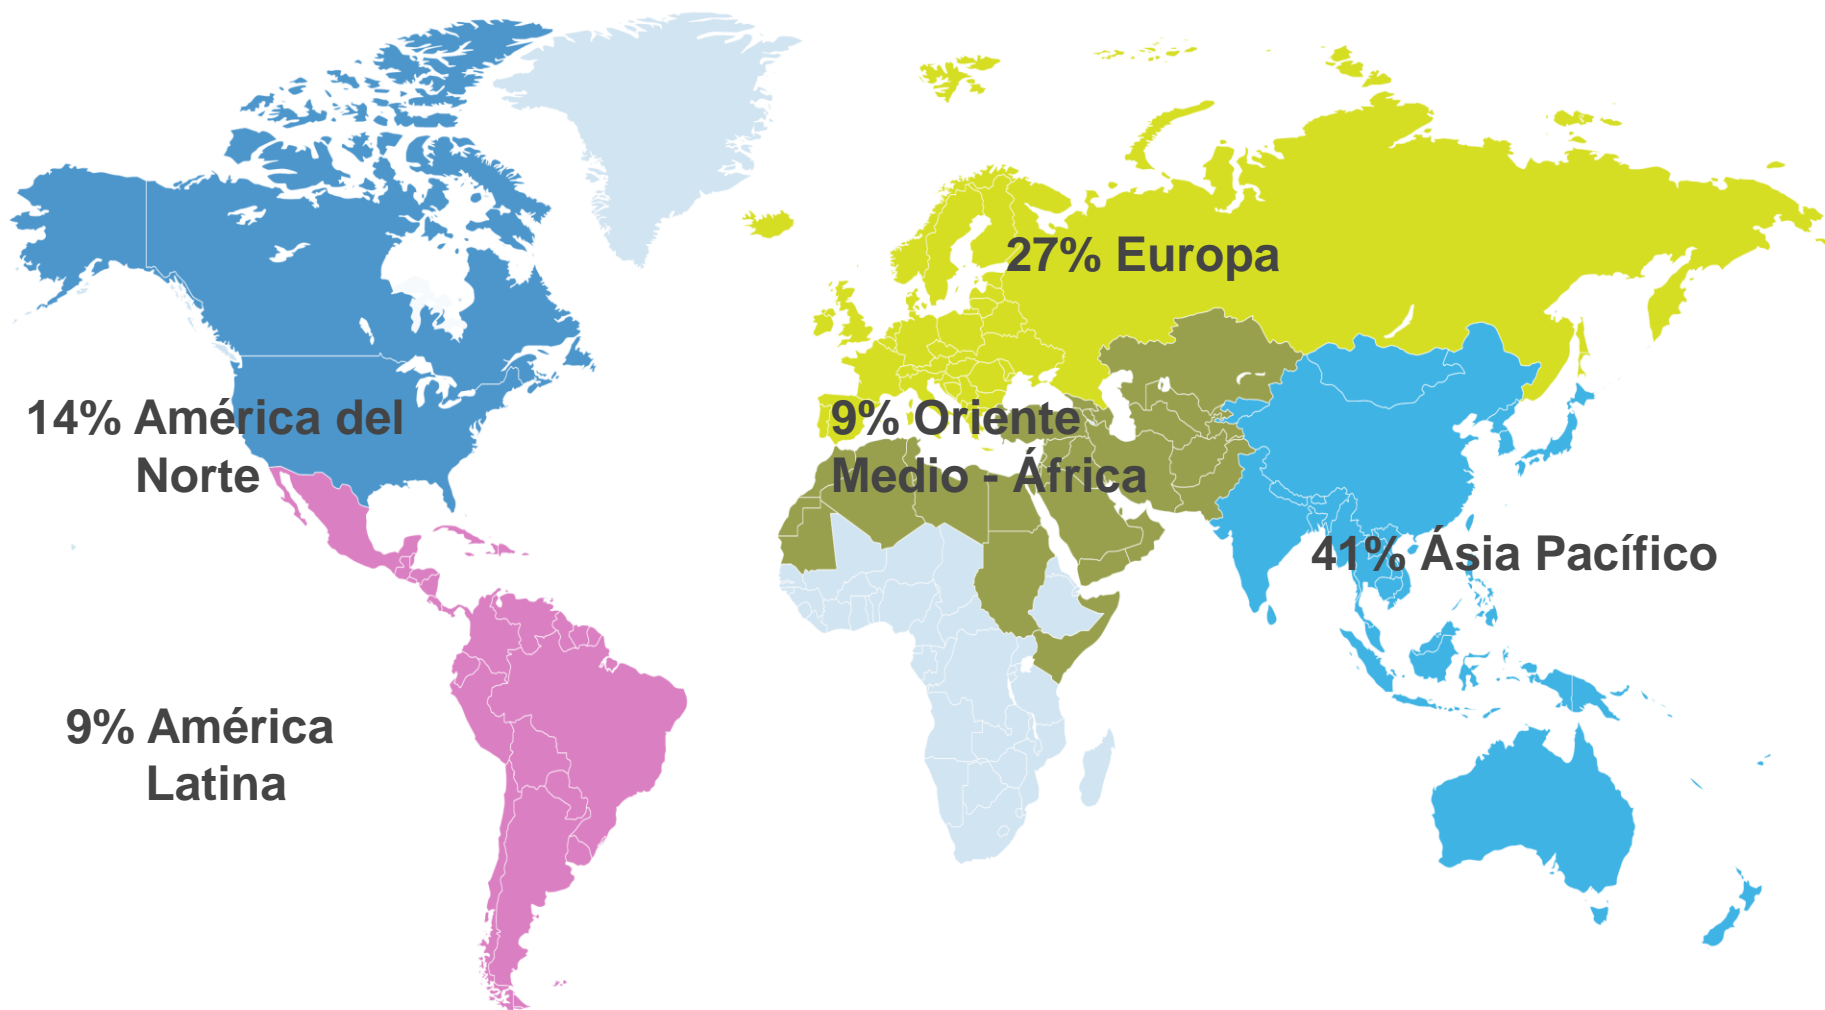 27% Europa
14% América del
Norte
9% Oriente
Medio - África
41% Ásia Pacífico
9% América
Latina